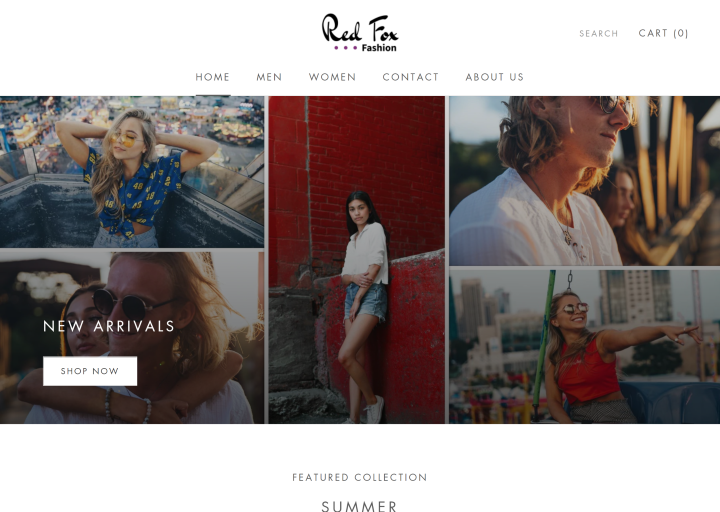 Red Fox
Fashion
SEARCH
CART (0)
HOME MEN WOMEN CONTACT ABOUT US
NEW ARRIVALS
SHOP NOW
FEATURED COLLECTION
SUMMER